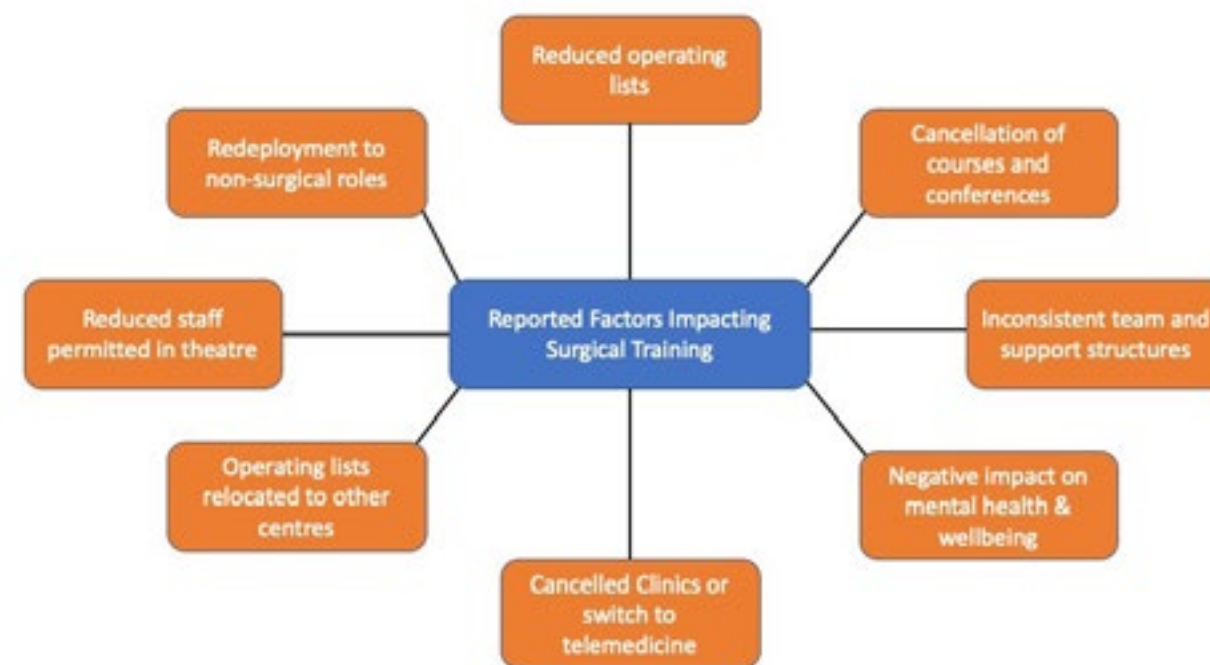 Reduced operating
lists
Redeployment to
non-surgical roles
Cancellation of
courses and
conferences
Reduced staff
permitted in theatre
Reported Factors Impacting
Surgical Training
Inconsistent team and
support structures
Operating lists
relocated to other
centres
Negative impact on
mental health &
wellbeing
Cancelled Clinics or
switch to
telemedicine